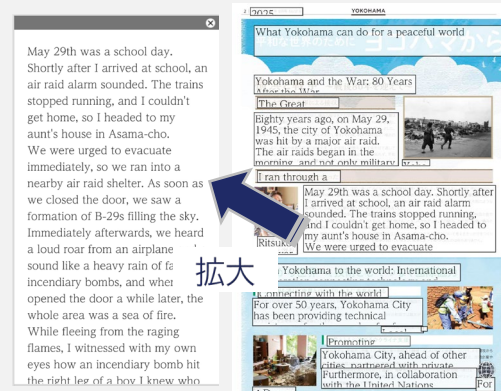 May 29th was a school day.
Shortly after I arrived at school, an
air raid alarm sounded. The trains
stopped running, and I couldn't
get home, so I headed to my
aunt's house in Asama-cho.
We were urged to evacuate
immediately, so we ran into a
nearby air raid shelter. As soon as
we closed the door, we saw a
formation of B-29s filling the sky.
Immediately afterwards, we heard
a loud roar from an airplane
sound like a heavy rain of
incendiary bombs, and
opened the door a while later, the
whole area was a sea of fire.
While fleeing from the raging
flames, I witnessed with my own
eyes how an incendiary bomb hit
the right leg of a boy I knew who
拡大
2025
YOKOHAMA
What Yokohama can do for a peaceful world
Yokohama and the War: 80 Years
After the War
The Great
Eighty years ago, on May 29,
1945, the city of Yokohama
was hit by a major air raid.
The air raids began in the
morning, and not only military
I ran through a
May 29th was a school day. Shortly after
I arrived at school, an air raid alarm
sounded. The trains stopped running,
and I couldn't get home, so I headed to
my aunt's house in Asama-cho.
We were urged to evacuate
Yokohama to the world: International
Connecting with the world
For over 50 years, Yokohama City
has been providing technical
Promoting
Yokohama City, ahead of other
cities, partnered with private
Furthermore, in collaboration
with the United Nations
For